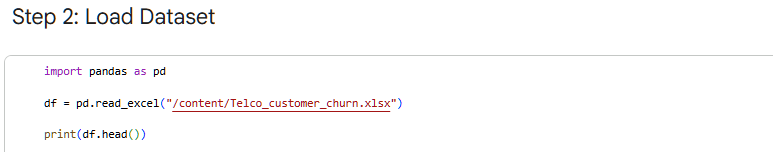 Step 2: Load Dataset
import pandas as pd
df = pd.read_excel("/content/Telco_customer_churn.xlsx")
print(df.head())